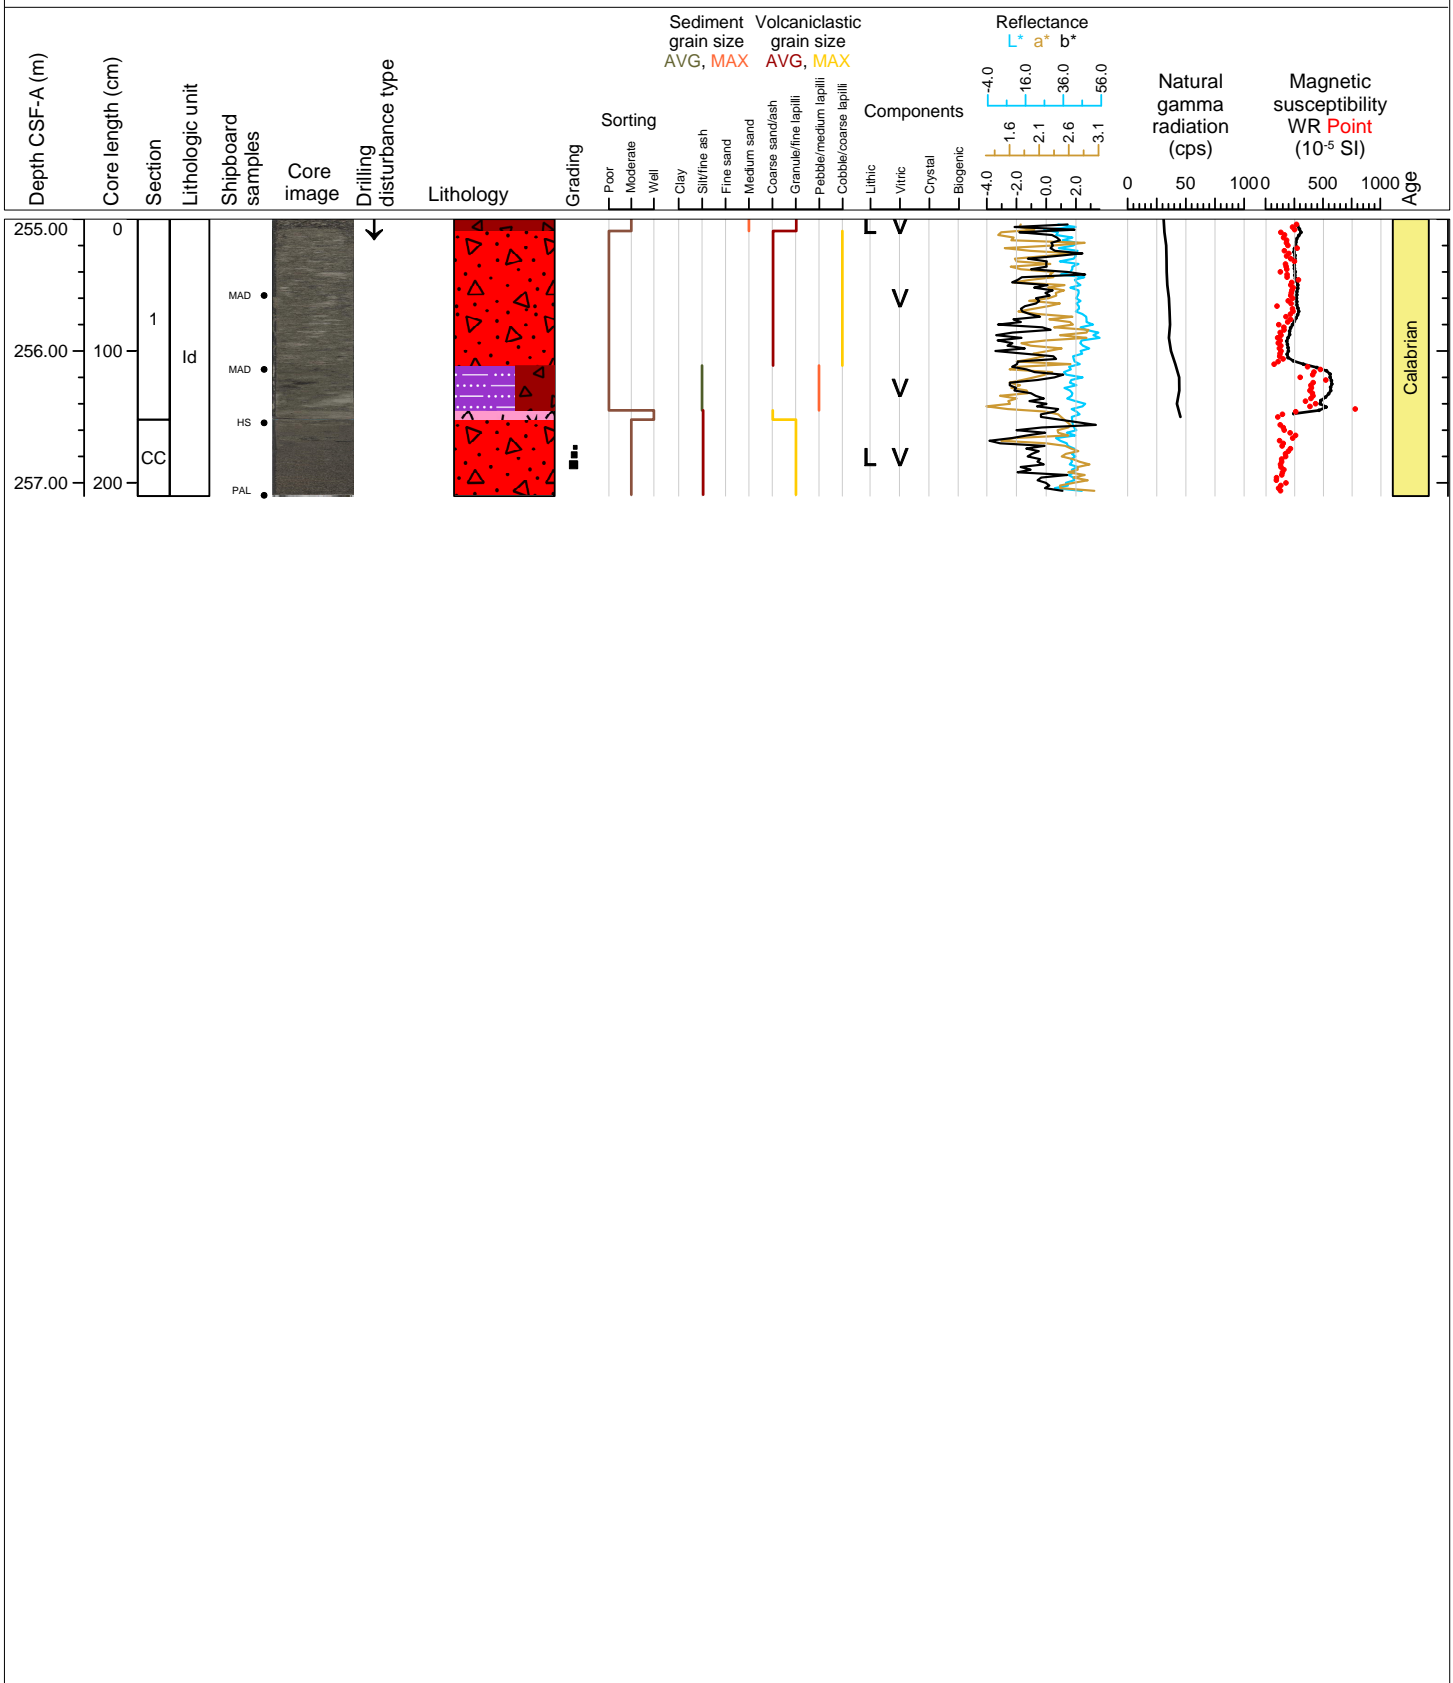 Depth CSF-A (m)
Core length (cm)
Section
Lithologic unit
Shipboard
samples
Core
image
Drilling
disturbance type
Lithology
Grading
Sorting
Poor
Moderate
Well
Sediment
grain size
AVG, MAX
Volcaniclastic
grain size
AVG, MAX
Clay
Silt/fine ash
Fine sand
Medium sand
Coarse sand/ash
Granule/fine lapilli
Pebble/medium lapilli
Cobble/coarse lapilli
Components
Lithic
Vitric
Crystal
Biogenic
Reflectance
L* a* b*
-4.0 16.0 36.0 56.0
1.6 2.1 2.6 3.1
-4.0 -2.0 0.0 2.0
Natural
gamma
radiation
(cps)
0 50 100
Magnetic
susceptibility
WR Point
(10-5 SI)
0 500 1000
Age
255.00 0
L V
MAD
V
1
256.00 100
Id
MAD
V
HS
CC
L V
257.00 200
PAL
Calabrian